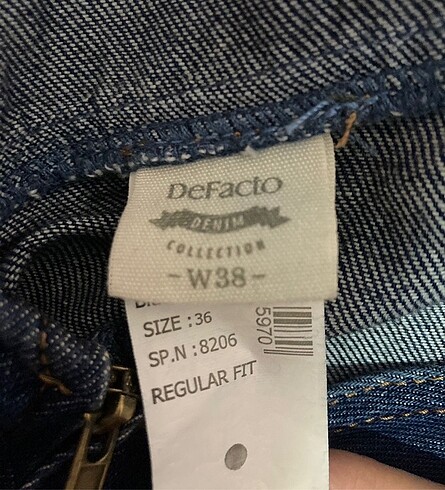 DeFacto
DENIM
COLLECTION
- W38 -
SIZE : 36
SP.N : 8206
REGULAR FIT
5970